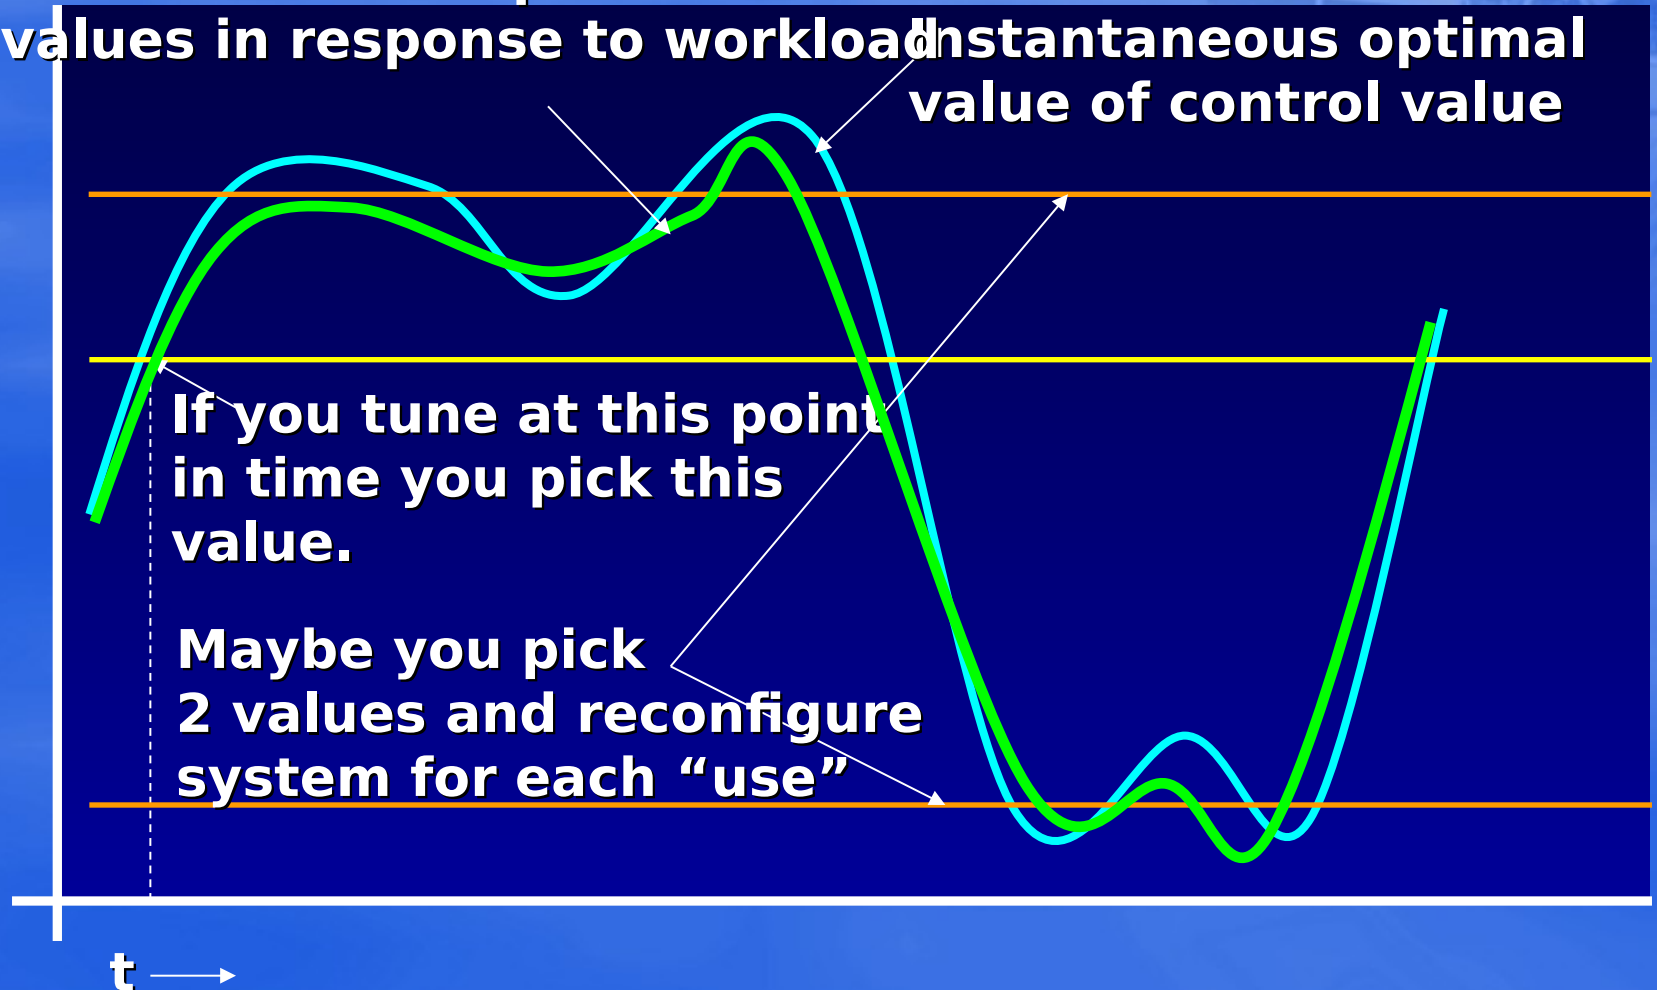 values in response to workload
Instantaneous optimal
value of control value
If you tune at this point
in time you pick this
value.
Maybe you pick
2 values and reconfigure
system for each “use”
t